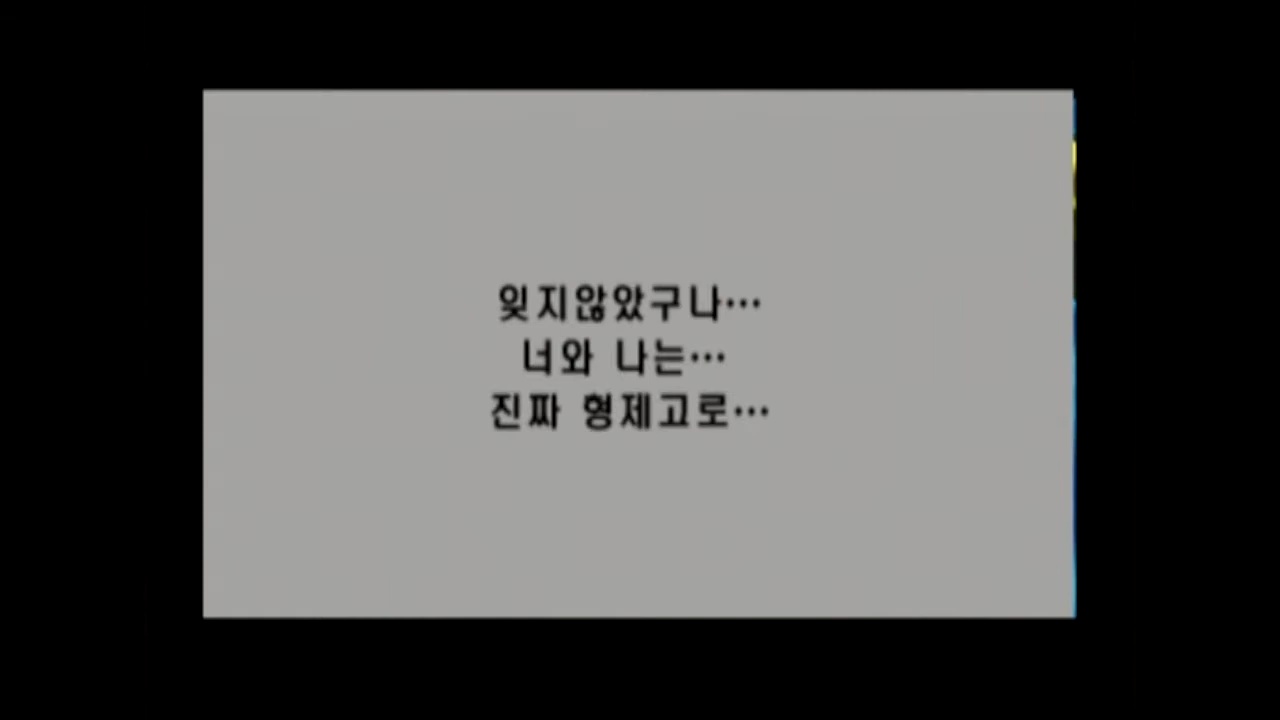 잊지않았구나…
너와 나는…
진짜 형제고로…